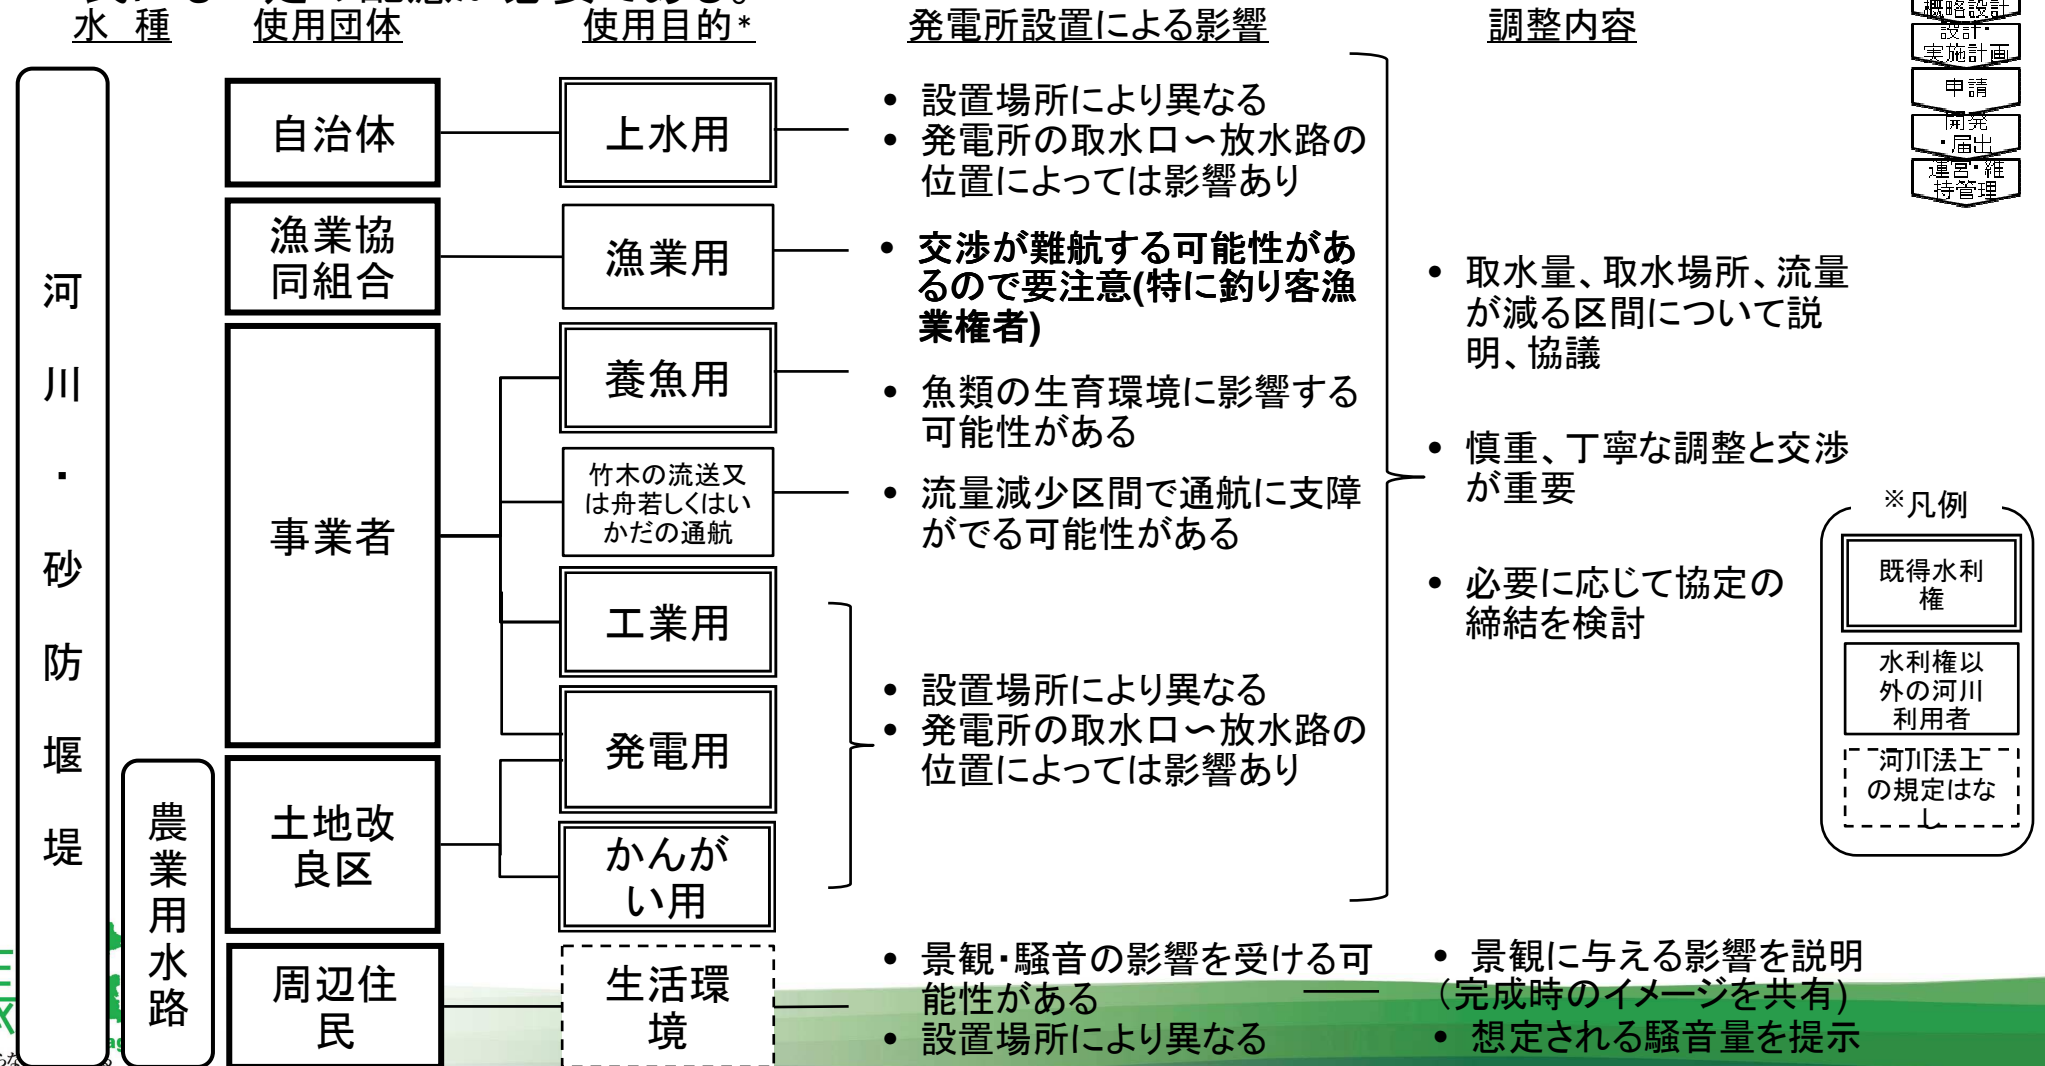 水 種
使用団体
使用目的*
発電所設置による影響
調整内容
概略設計
設計・
実施計画
申請
開発
・届出
運営・維
持管理
河川・砂防堰堤
農業用水路
自治体
漁業協
同組合
事業者
土地改
良区
周辺住
民
上水用
漁業用
養魚用
竹木の流送又
は舟若しくはい
かだの通航
工業用
発電用
かんが
い用
生活環
境
• 設置場所により異なる
• 発電所の取水口〜放水路の
位置によっては影響あり
• 交渉が難航する可能性があ
るので要注意(特に釣り客漁
業権者)
• 魚類の生育環境に影響する
可能性がある
• 流量減少区間で通航に支障
がでる可能性がある
• 設置場所により異なる
• 発電所の取水口〜放水路の
位置によっては影響あり
• 景観・騒音の影響を受ける可
能性がある
• 設置場所により異なる
• 取水量、取水場所、流量
が減る区間について説
明、協議
• 慎重、丁寧な調整と交渉
が重要
• 必要に応じて協定の
締結を検討
• 景観に与える影響を説明
（完成時のイメージを共有)
• 想定される騒音量を提示
※凡例
既得水利
権
水利権以
外の河川
利用者
河川法上
の規定はな
し